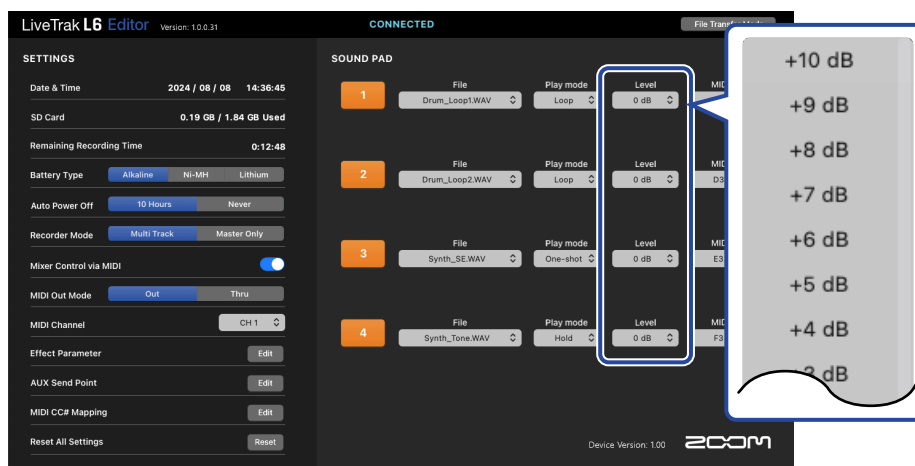 LiveTrak L6 Editor Version: 1.0.0.31
CONNECTED
SETTINGS
Date & Time 2024 / 08 / 08 14:36:45
SD Card 0.19 GB / 1.84 GB Used
Remaining Recording Time 0:12:48
Battery Type Alkaline Ni-MH Lithium
Auto Power Off 10 Hours Never
Recorder Mode Multi Track Master Only
Mixer Control via MIDI
MIDI Out Mode Out Thru
MIDI Channel CH 1
Effect Parameter Edit
AUX Send Point Edit
MIDI CC# Mapping Edit
Reset All Settings Reset
SOUND PAD
File Play mode Level
1 Drum_Loop1.WAV Loop 0 dB
File Play mode Level
2 Drum_Loop2.WAV Loop 0 dB D3
File Play mode Level
3 Synth_SE.WAV One-shot 0 dB E3
File Play mode Level
4 Synth_Tone.WAV Hold 0 dB F3
Device Version: 1.00 ZOOM
File
+10 dB
+9 dB
+8 dB
+7 dB
+6 dB
+5 dB
+4 dB
dB